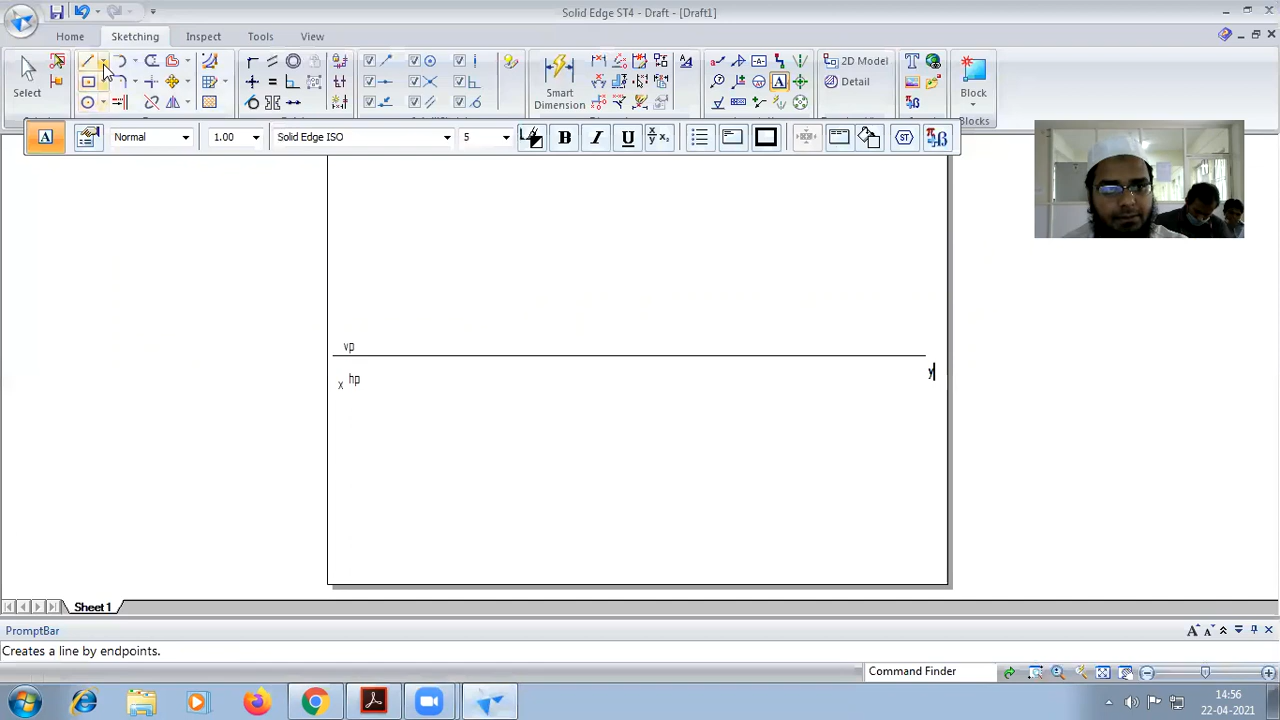 Solid Edge ST4 - Draft - [Draft1]
Home
Sketching
Inspect
Tools
View
Select
Smart
Dimension
2D Model
Detail
Block
Blocks
Normal
1.00
Solid Edge ISO
5
vp
hp
x
y
Sheet 1
PromptBar
Creates a line by endpoints.
Command Finder
14:56
22-04-2021